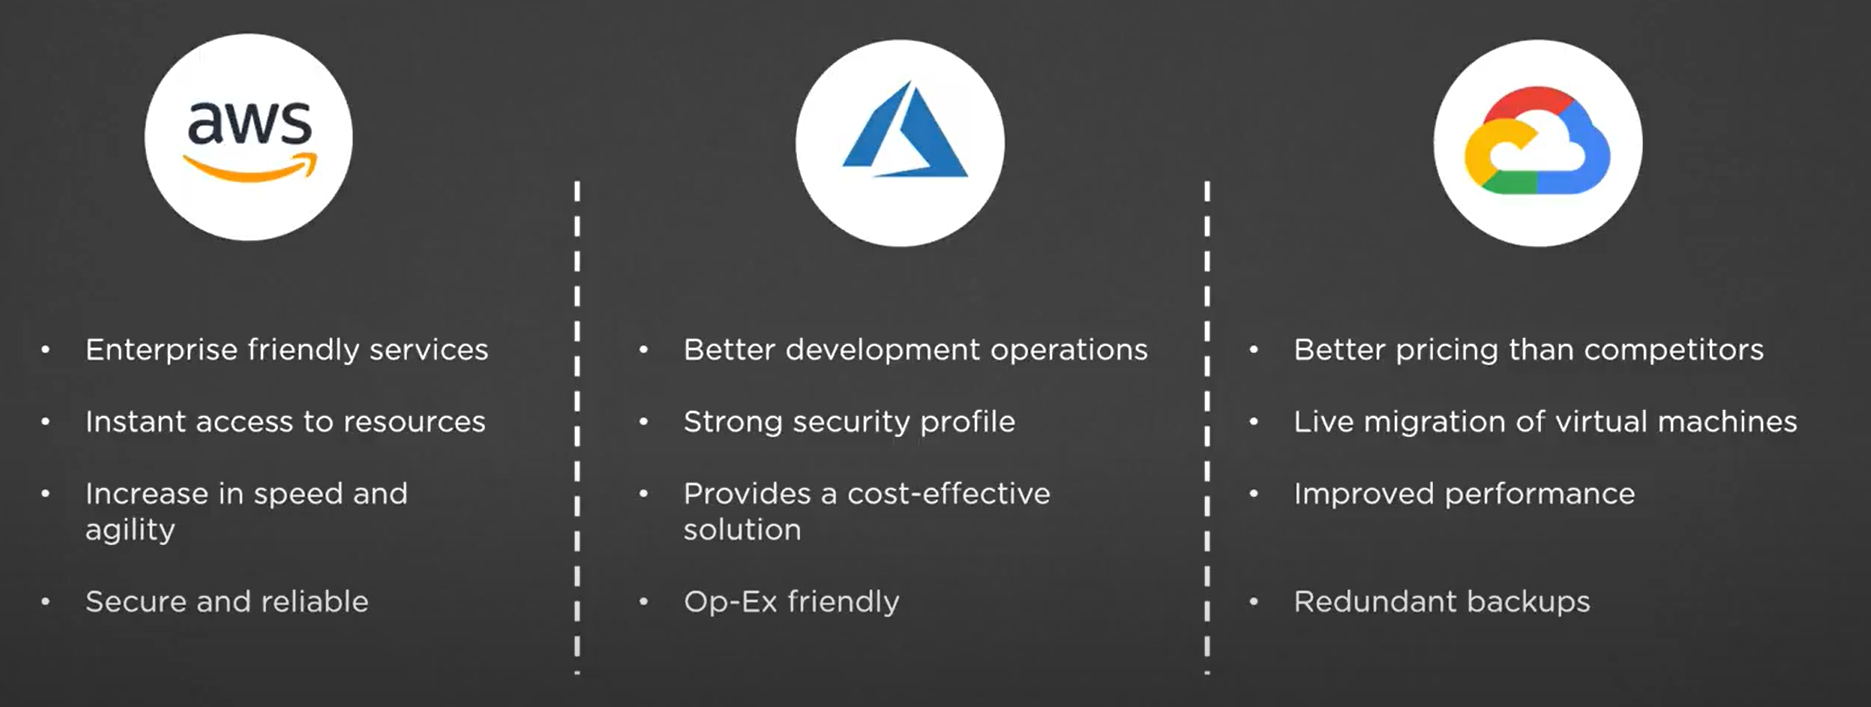 aws
Enterprise friendly services
Instant access to resources
Increase in speed and
agility
Secure and reliable
Better development operations
Strong security profile
Provides a cost-effective
solution
Op-Ex friendly
Better pricing than competitors
Live migration of virtual machines
Improved performance
Redundant backups